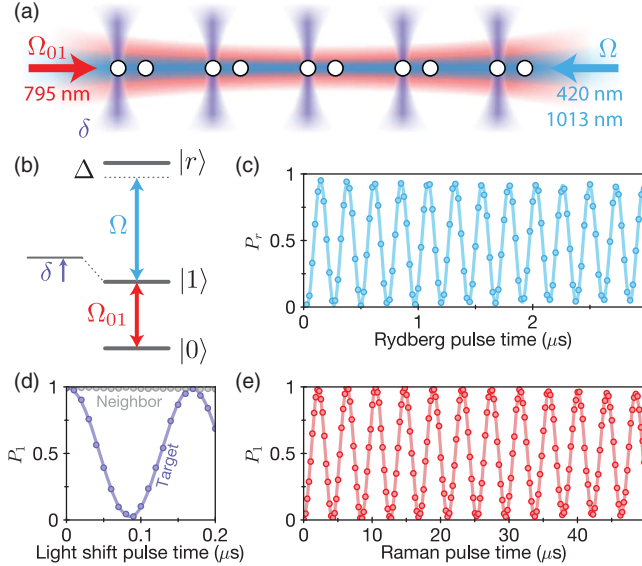 (a)
Ω01
795 nm
δ
Ω
420 nm
1013 nm
(b)
Δ
|r⟩
Ω
δ
|1⟩
Ω01
|0⟩
(c)
1
0.5
0
Pr
0
1
2
Rydberg pulse time (μs)
(d)
1
0.5
0
P1
Neighbor
Target
0
0.1
0.2
Light shift pulse time (μs)
(e)
1
0.5
0
P1
0
10
20
30
40
50
Raman pulse time (μs)